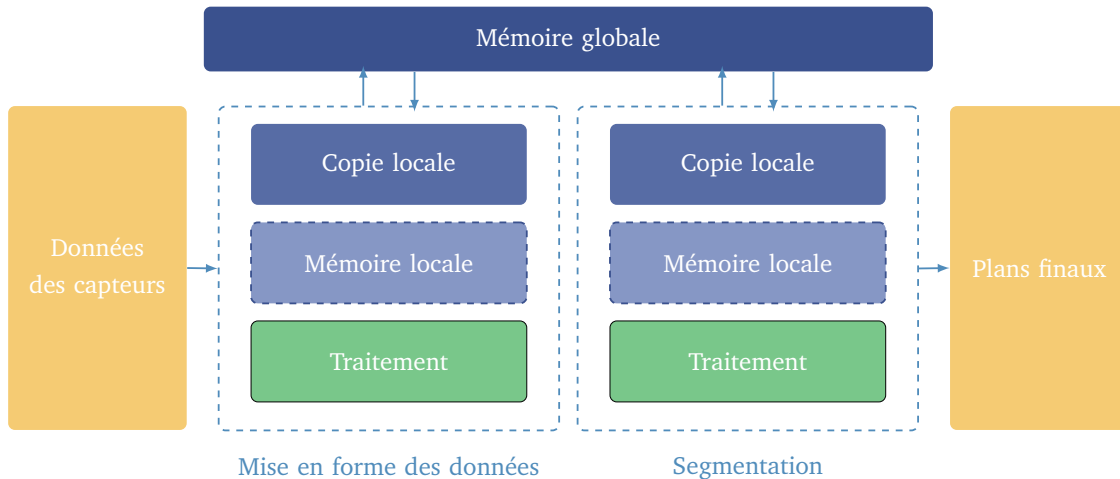 Mémoire globale
Données
des capteurs
Copie locale
Mémoire locale
Traitement
Mise en forme des données
Copie locale
Mémoire locale
Traitement
Segmentation
Plans finaux